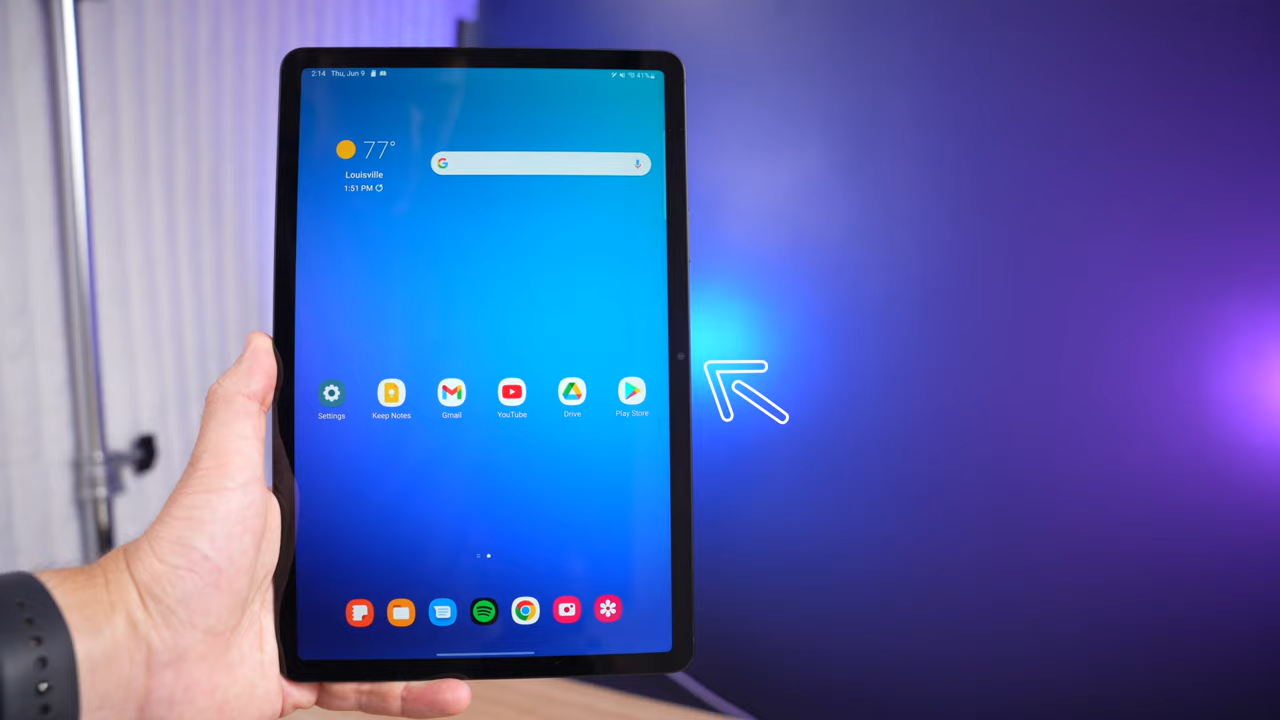 2:14 Thu, Jun 9
41%
77°
Louisville
1:51 PM
Settings
Keep Notes
Gmail
YouTube
Drive
Play Store